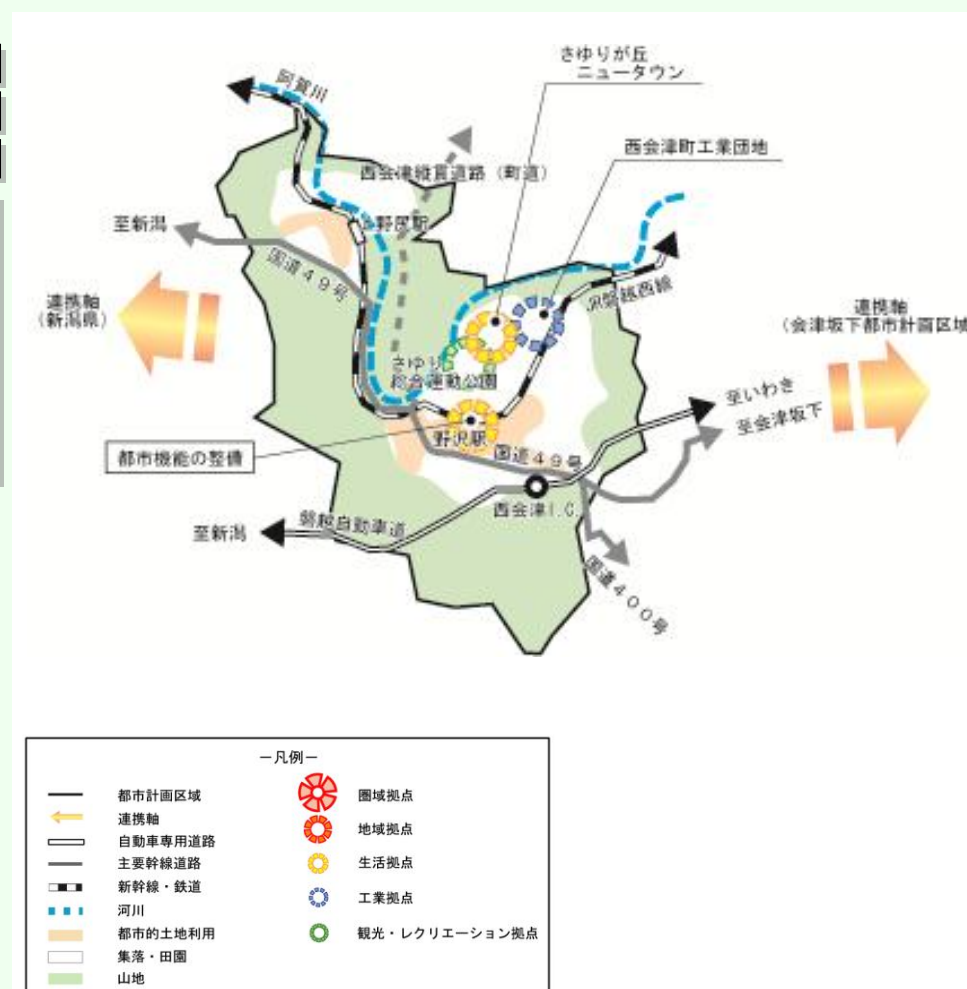 さゆりが丘
ニュータウン
阿賀川
西会津町工業団地
西会津縦貫道路（町道）
至新潟
野尻駅
国道４９号
JR磐越西線
連携軸
（新潟県）
連携軸
（会津坂下都市計画区域
さゆり
総合運動公園
至いわき
至会津坂下
野沢駅
都市機能の整備
国道４９号
西会津I.C.
至新潟
磐越自動車道
国道４００号
－凡例－
都市計画区域
連携軸
自動車専用道路
主要幹線道路
新幹線・鉄道
河川
都市的土地利用
集落・田園
山地
圏域拠点
地域拠点
生活拠点
工業拠点
観光・レクリエーション拠点